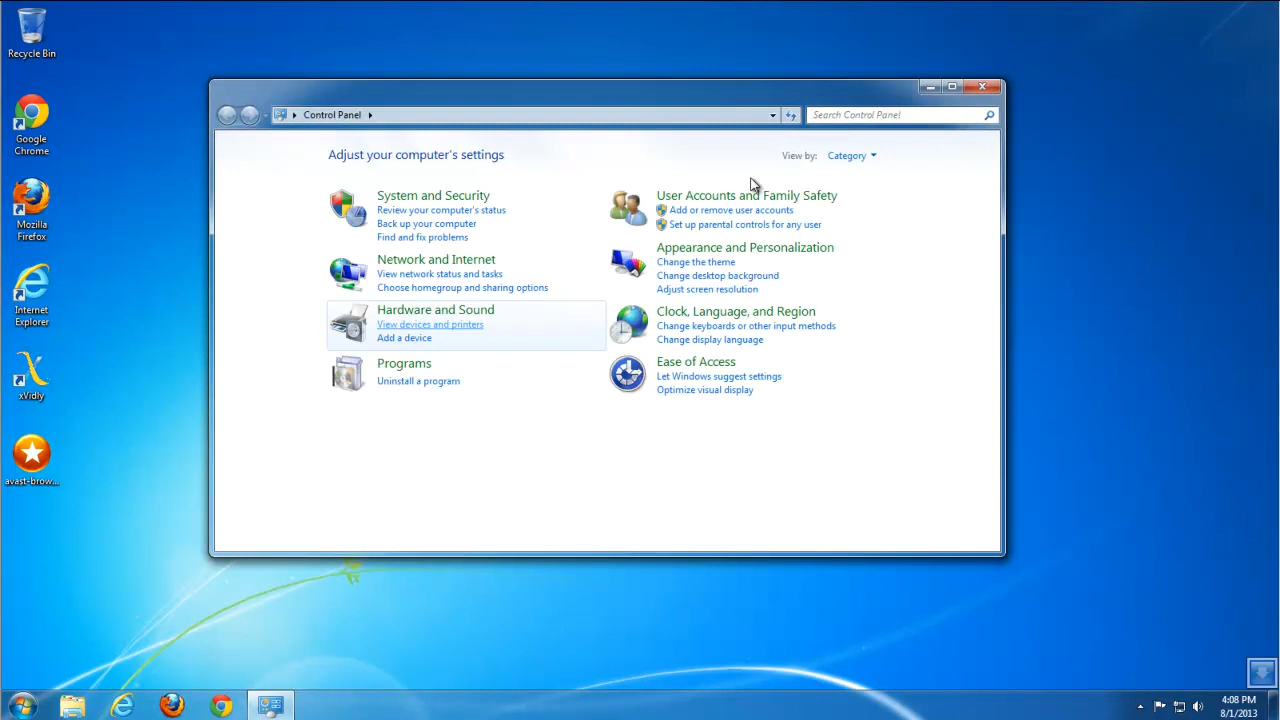 Recycle Bin
Google
Chrome
Mozilla
Firefox
Internet
Explorer
xVidly
avast-brow...
Control Panel
Search Control Panel
Adjust your computer's settings
View by: Category
System and Security
Review your computer's status
Back up your computer
Find and fix problems
Network and Internet
View network status and tasks
Choose homegroup and sharing options
Hardware and Sound
View devices and printers
Add a device
Programs
Uninstall a program
User Accounts and Family Safety
Add or remove user accounts
Set up parental controls for any user
Appearance and Personalization
Change the theme
Change desktop background
Adjust screen resolution
Clock, Language, and Region
Change keyboards or other input methods
Change display language
Ease of Access
Let Windows suggest settings
Optimize visual display
4:08 PM
8/1/2013